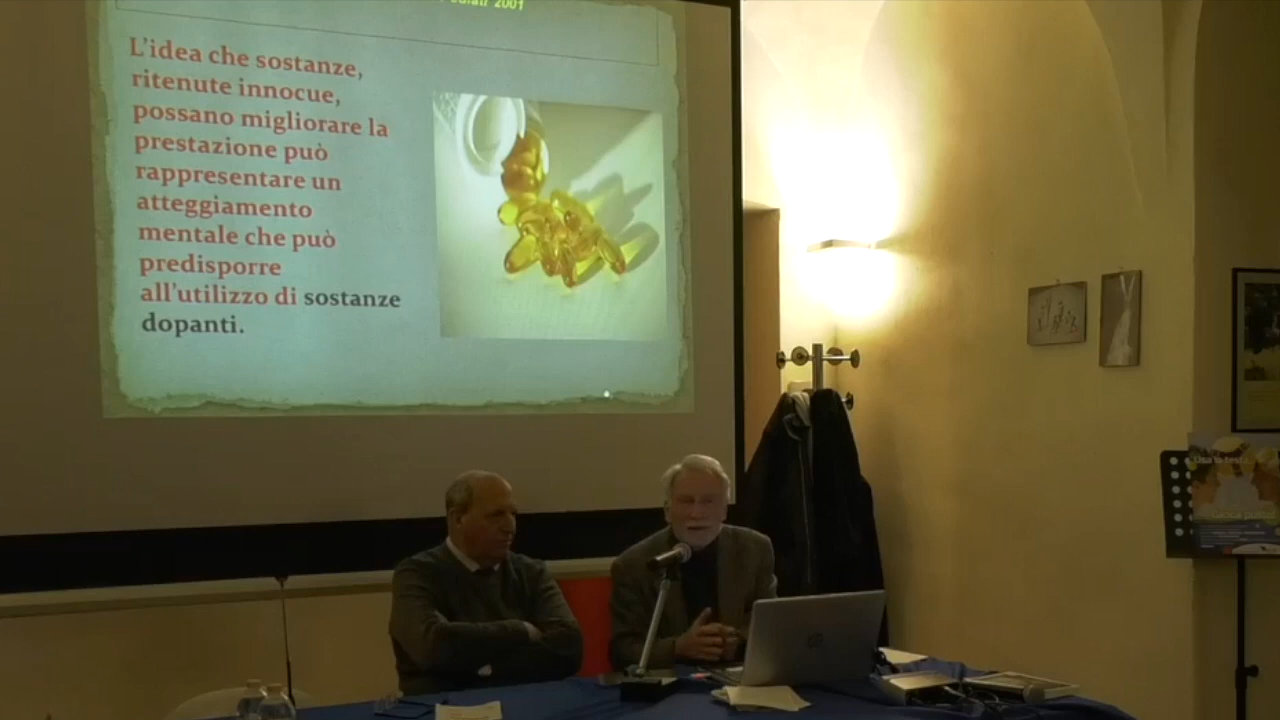 2001
L'idea che sostanze,
ritenute innocue,
possano migliorare la
prestazione può
rappresentare un
atteggiamento
mentale che può
predisporre
all'utilizzo di sostanze
dopanti.